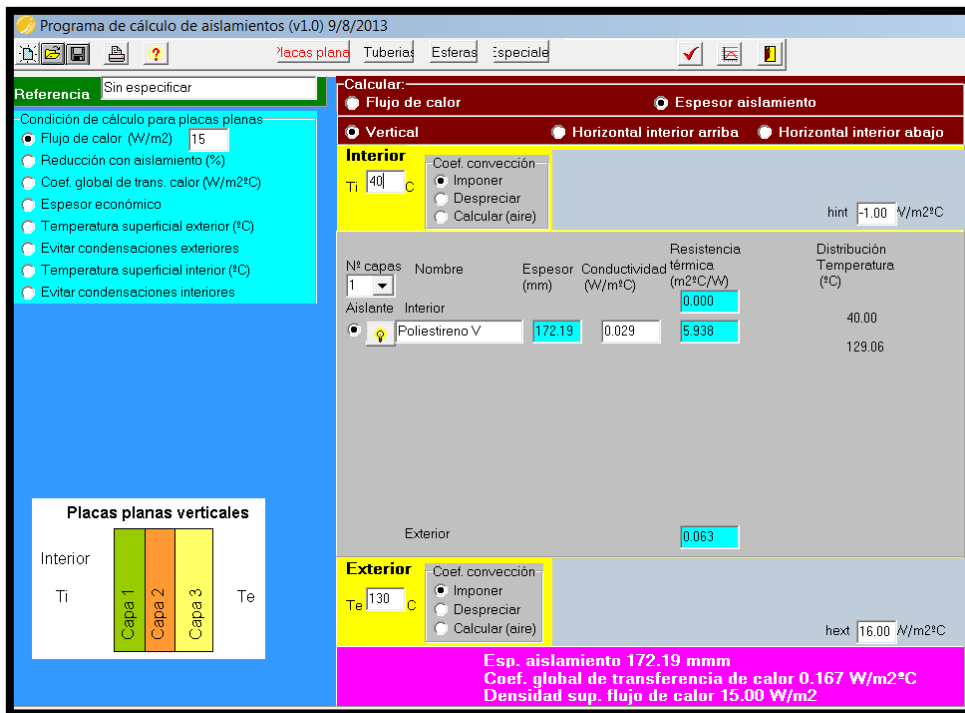 Programa de cálculo de aislamientos (v1.0) 9/8/2013
?
Placas plana Tuberias Esferas Especiale
Referencia Sin especificar
Condición de cálculo para placas planas
Flujo de calor (W/m2) 15
Reducción con aislamiento (%)
Coef. global de trans. calor (W/m2ºC)
Espesor económico
Temperatura superficial exterior (ºC)
Evitar condensaciones exteriores
Temperatura superficial interior (ºC)
Evitar condensaciones interiores
Calcular:
Flujo de calor Espesor aislamiento
Vertical Horizontal interior arriba Horizontal interior abajo
Interior
Ti 40 C
Coef. convección
Imponer
Despreciar
Calcular (aire)
hint -1.00 W/m2ºC
Nº capas Nombre Espesor (mm) Conductividad (W/mºC) Resistencia térmica (m2ºC/W) Distribución Temperatura (ºC)
1
0.000
Aislante Interior
40.00
Poliestireno V 172.19 0.029 5.938
129.06
Exterior 0.063
Exterior
Te 130 C
Coef. convección
Imponer
Despreciar
Calcular (aire)
hext 16.00 W/m2ºC
Esp. aislamiento 172.19 mmm
Coef. global de transferencia de calor 0.167 W/m2ºC
Densidad sup. flujo de calor 15.00 W/m2
Placas planas verticales
Interior
Ti
Capa 1
Capa 2
Capa 3
Te